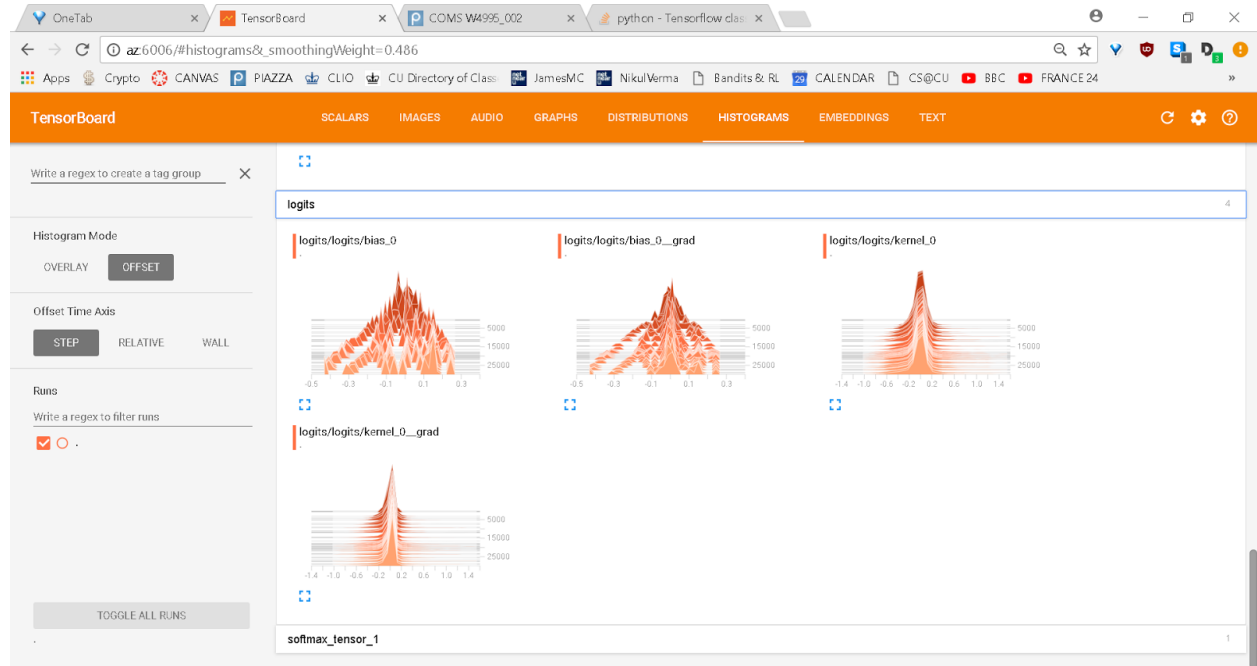 OneTab
TensorBoard
COMS W4995_002
python - Tensorflow clas
az:6006/#histograms&_smoothingWeight=0.486
Apps Crypto CANVAS PIAZZA CLIO CU Directory of Class JamesMC NikulVerma Bandits & RL CALENDAR CS@CU BBC FRANCE 24 »
TensorBoard SCALARS IMAGES AUDIO GRAPHS DISTRIBUTIONS HISTOGRAMS EMBEDDINGS TEXT
Write a regex to create a tag group
Histogram Mode
OVERLAY OFFSET
Offset Time Axis
STEP RELATIVE WALL
Runs
Write a regex to filter runs
.
TOGGLE ALL RUNS
.
logits 4
logits/logits/bias_0
.
5000
15000
25000
-0.5 -0.3 -0.1 0.1 0.3
logits/logits/bias_0__grad
.
5000
15000
25000
-0.5 -0.3 -0.1 0.1 0.3
logits/logits/kernel_0
.
5000
15000
25000
-1.4 -1.0 -0.6 -0.2 0.2 0.6 1.0 1.4
logits/logits/kernel_0__grad
.
5000
15000
25000
-1.4 -1.0 -0.6 -0.2 0.2 0.6 1.0 1.4
softmax_tensor_1 1